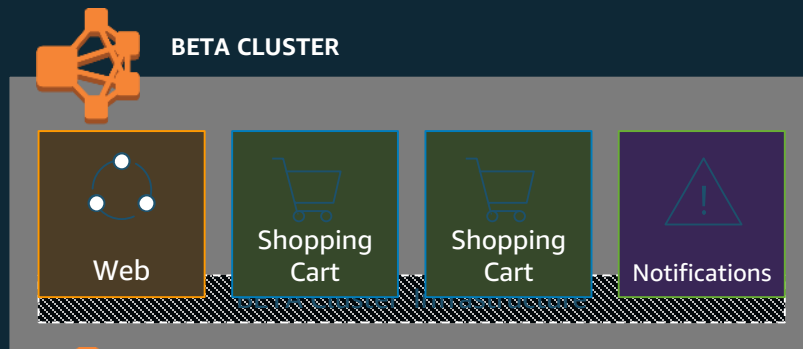 BETA CLUSTER
Web
Shopping
Cart
Shopping
Cart
Notifications